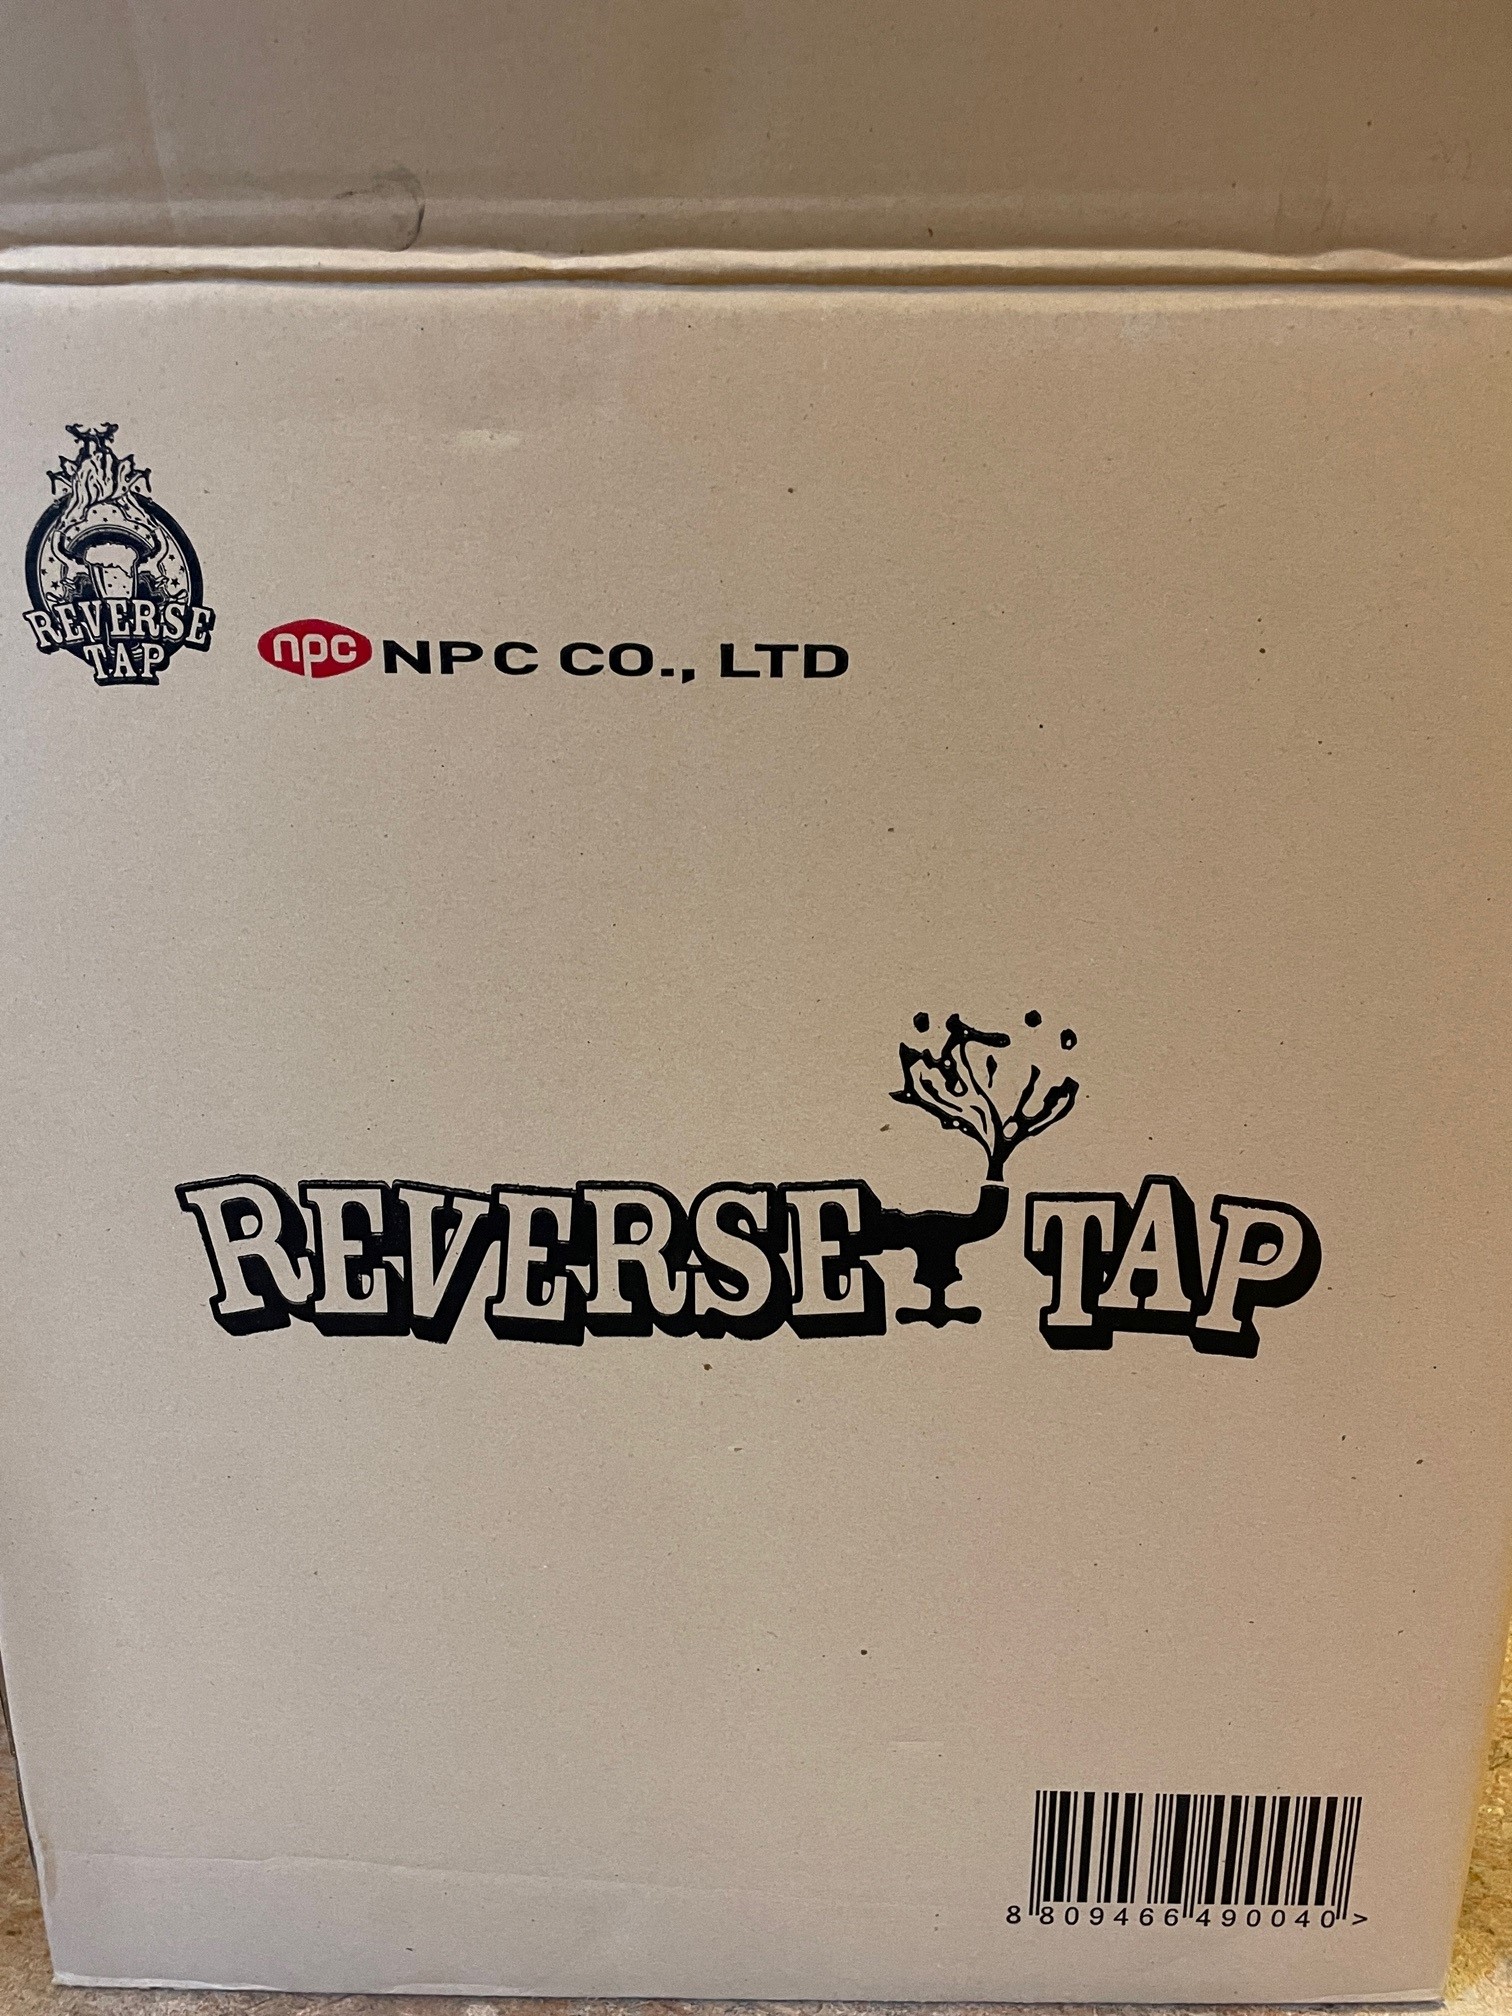 REVERSE
TAP
npc NPC CO., LTD
REVERSE TAP
8 809466 490040 >